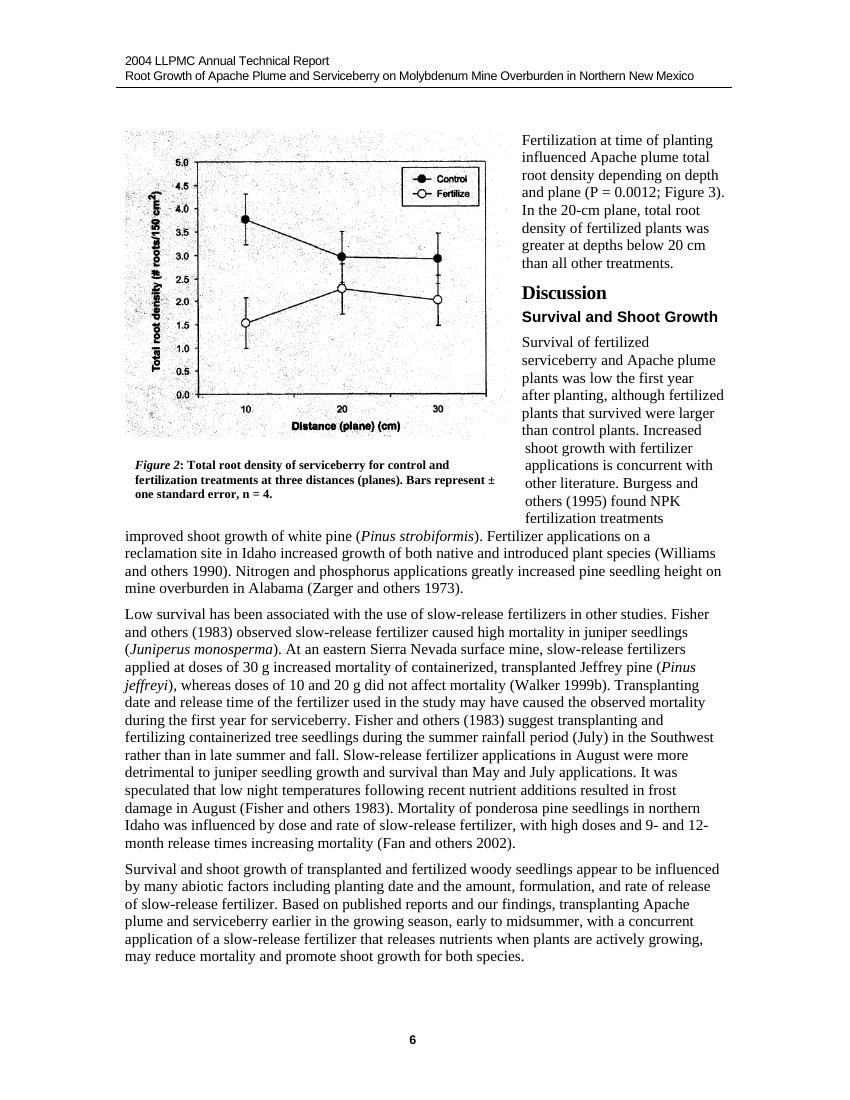 2004 LLPMC Annual Technical Report
Root Growth of Apache Plume and Serviceberry on Molybdenum Mine Overburden in Northern New Mexico
5.0
4.5
4.0
3.5
3.0
2.5
2.0
1.5
1.0
0.5
0.0
Total root density (# roots/150 cm²)
Control
Fertilize
10 20 30
Distance (plane) (cm)
Figure 2: Total root density of serviceberry for control and
fertilization treatments at three distances (planes). Bars represent ±
one standard error, n = 4.
Fertilization at time of planting
influenced Apache plume total
root density depending on depth
and plane (P = 0.0012; Figure 3).
In the 20-cm plane, total root
density of fertilized plants was
greater at depths below 20 cm
than all other treatments.
Discussion
Survival and Shoot Growth
Survival of fertilized
serviceberry and Apache plume
plants was low the first year
after planting, although fertilized
plants that survived were larger
than control plants. Increased
shoot growth with fertilizer
applications is concurrent with
other literature. Burgess and
others (1995) found NPK
fertilization treatments
improved shoot growth of white pine (Pinus strobiformis). Fertilizer applications on a
reclamation site in Idaho increased growth of both native and introduced plant species (Williams
and others 1990). Nitrogen and phosphorus applications greatly increased pine seedling height on
mine overburden in Alabama (Zarger and others 1973).
Low survival has been associated with the use of slow-release fertilizers in other studies. Fisher
and others (1983) observed slow-release fertilizer caused high mortality in juniper seedlings
(Juniperus monosperma). At an eastern Sierra Nevada surface mine, slow-release fertilizers
applied at doses of 30 g increased mortality of containerized, transplanted Jeffrey pine (Pinus
jeffreyi), whereas doses of 10 and 20 g did not affect mortality (Walker 1999b). Transplanting
date and release time of the fertilizer used in the study may have caused the observed mortality
during the first year for serviceberry. Fisher and others (1983) suggest transplanting and
fertilizing containerized tree seedlings during the summer rainfall period (July) in the Southwest
rather than in late summer and fall. Slow-release fertilizer applications in August were more
detrimental to juniper seedling growth and survival than May and July applications. It was
speculated that low night temperatures following recent nutrient additions resulted in frost
damage in August (Fisher and others 1983). Mortality of ponderosa pine seedlings in northern
Idaho was influenced by dose and rate of slow-release fertilizer, with high doses and 9- and 12-
month release times increasing mortality (Fan and others 2002).
Survival and shoot growth of transplanted and fertilized woody seedlings appear to be influenced
by many abiotic factors including planting date and the amount, formulation, and rate of release
of slow-release fertilizer. Based on published reports and our findings, transplanting Apache
plume and serviceberry earlier in the growing season, early to midsummer, with a concurrent
application of a slow-release fertilizer that releases nutrients when plants are actively growing,
may reduce mortality and promote shoot growth for both species.
6